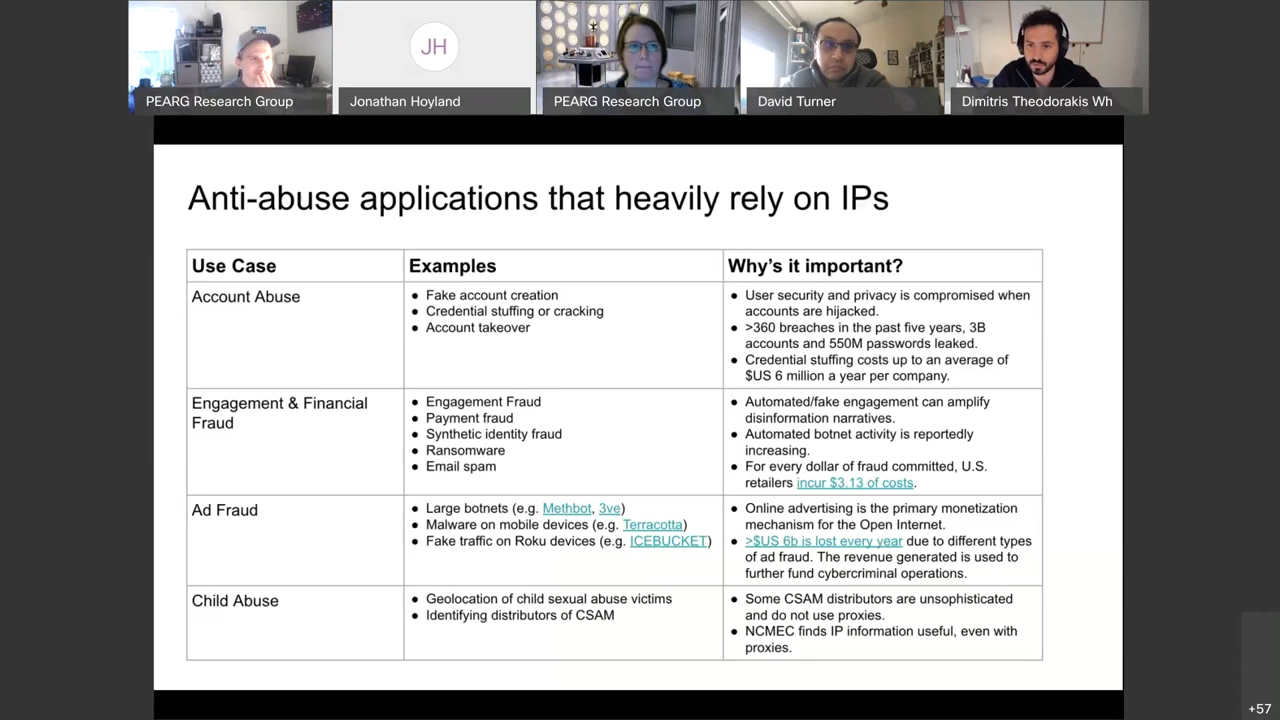 PEARG Research Group
JH
Jonathan Hoyland
PEARG Research Group
David Turner
Dimitris Theodorakis Wh
Anti-abuse applications that heavily rely on IPs
Use Case
Examples
Why's it important?
Account Abuse
● Fake account creation
● Credential stuffing or cracking
● Account takeover
● User security and privacy is compromised when
accounts are hijacked.
● >360 breaches in the past five years, 3B
accounts and 550M passwords leaked.
● Credential stuffing costs up to an average of
$US 6 million a year per company.
Engagement & Financial
Fraud
● Engagement Fraud
● Payment fraud
● Synthetic identity fraud
● Ransomware
● Email spam
● Automated/fake engagement can amplify
disinformation narratives.
● Automated botnet activity is reportedly
increasing.
● For every dollar of fraud committed, U.S.
retailers incur $3.13 of costs.
Ad Fraud
● Large botnets (e.g. Methbot, 3ve)
● Malware on mobile devices (e.g. Terracotta)
● Fake traffic on Roku devices (e.g. ICEBUCKET)
● Online advertising is the primary monetization
mechanism for the Open Internet.
● >$US 6b is lost every year due to different types
of ad fraud. The revenue generated is used to
further fund cybercriminal operations.
Child Abuse
● Geolocation of child sexual abuse victims
● Identifying distributors of CSAM
● Some CSAM distributors are unsophisticated
and do not use proxies.
● NCMEC finds IP information useful, even with
proxies.
+57